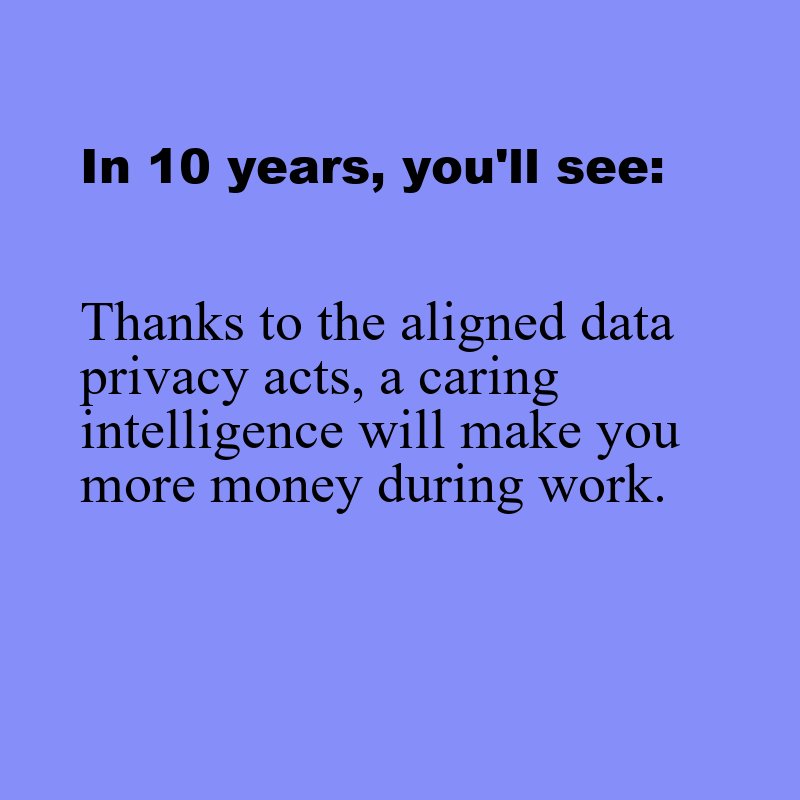 In 10 years, you'll see:
Thanks to the aligned data
privacy acts, a caring
intelligence will make you
more money during work.